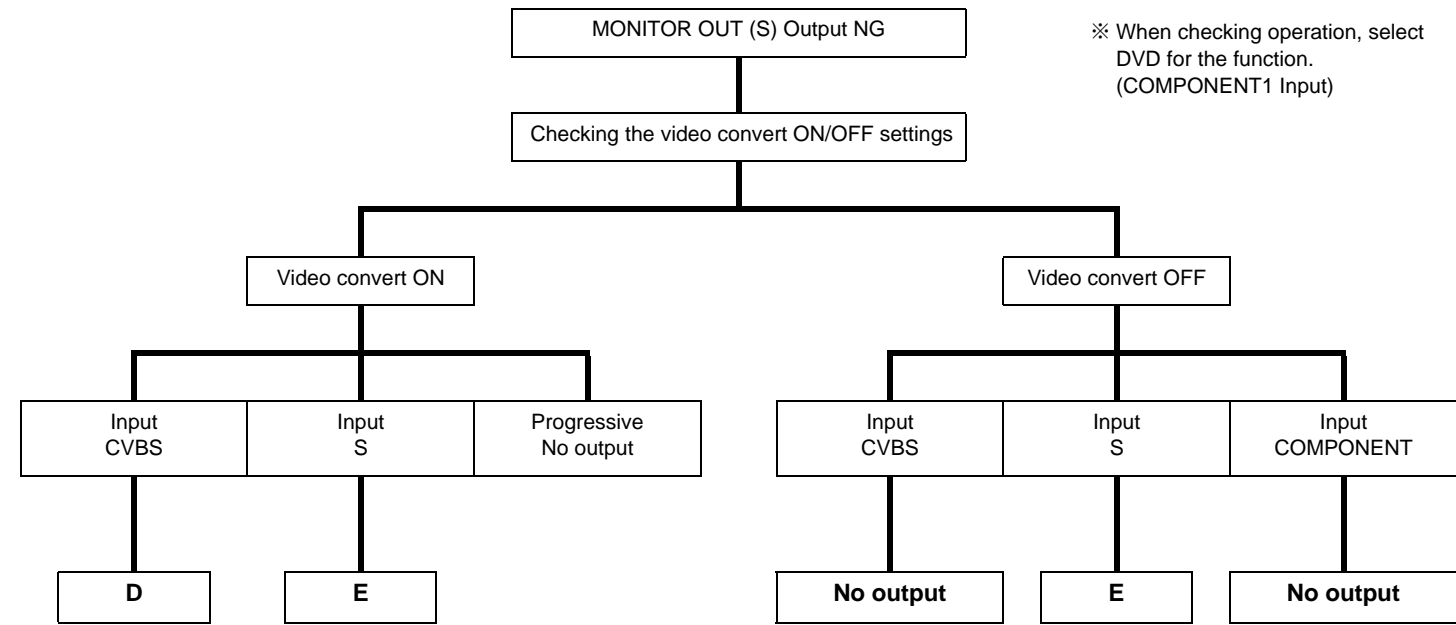 MONITOR OUT (S) Output NG
※ When checking operation, select
DVD for the function.
(COMPONENT1 Input)
Checking the video convert ON/OFF settings
Video convert ON
Video convert OFF
Input
CVBS
Input
S
Progressive
No output
Input
CVBS
Input
S
Input
COMPONENT
D
E
No output
E
No output